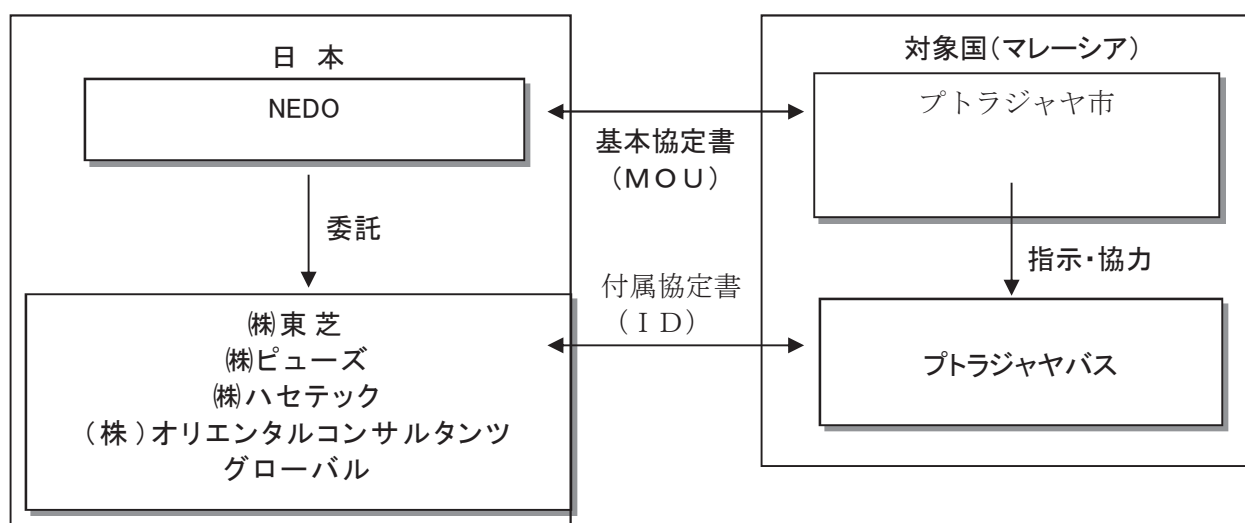 日 本
NEDO
委託
㈱東 芝
㈱ピューズ
㈱ハセテック
(株)オリエンタルコンサルタンツ
グローバル
基本協定書
(MOU)
付属協定書
(ID)
対象国(マレーシア)
プトラジャヤ市
指示・協力
プトラジャヤバス